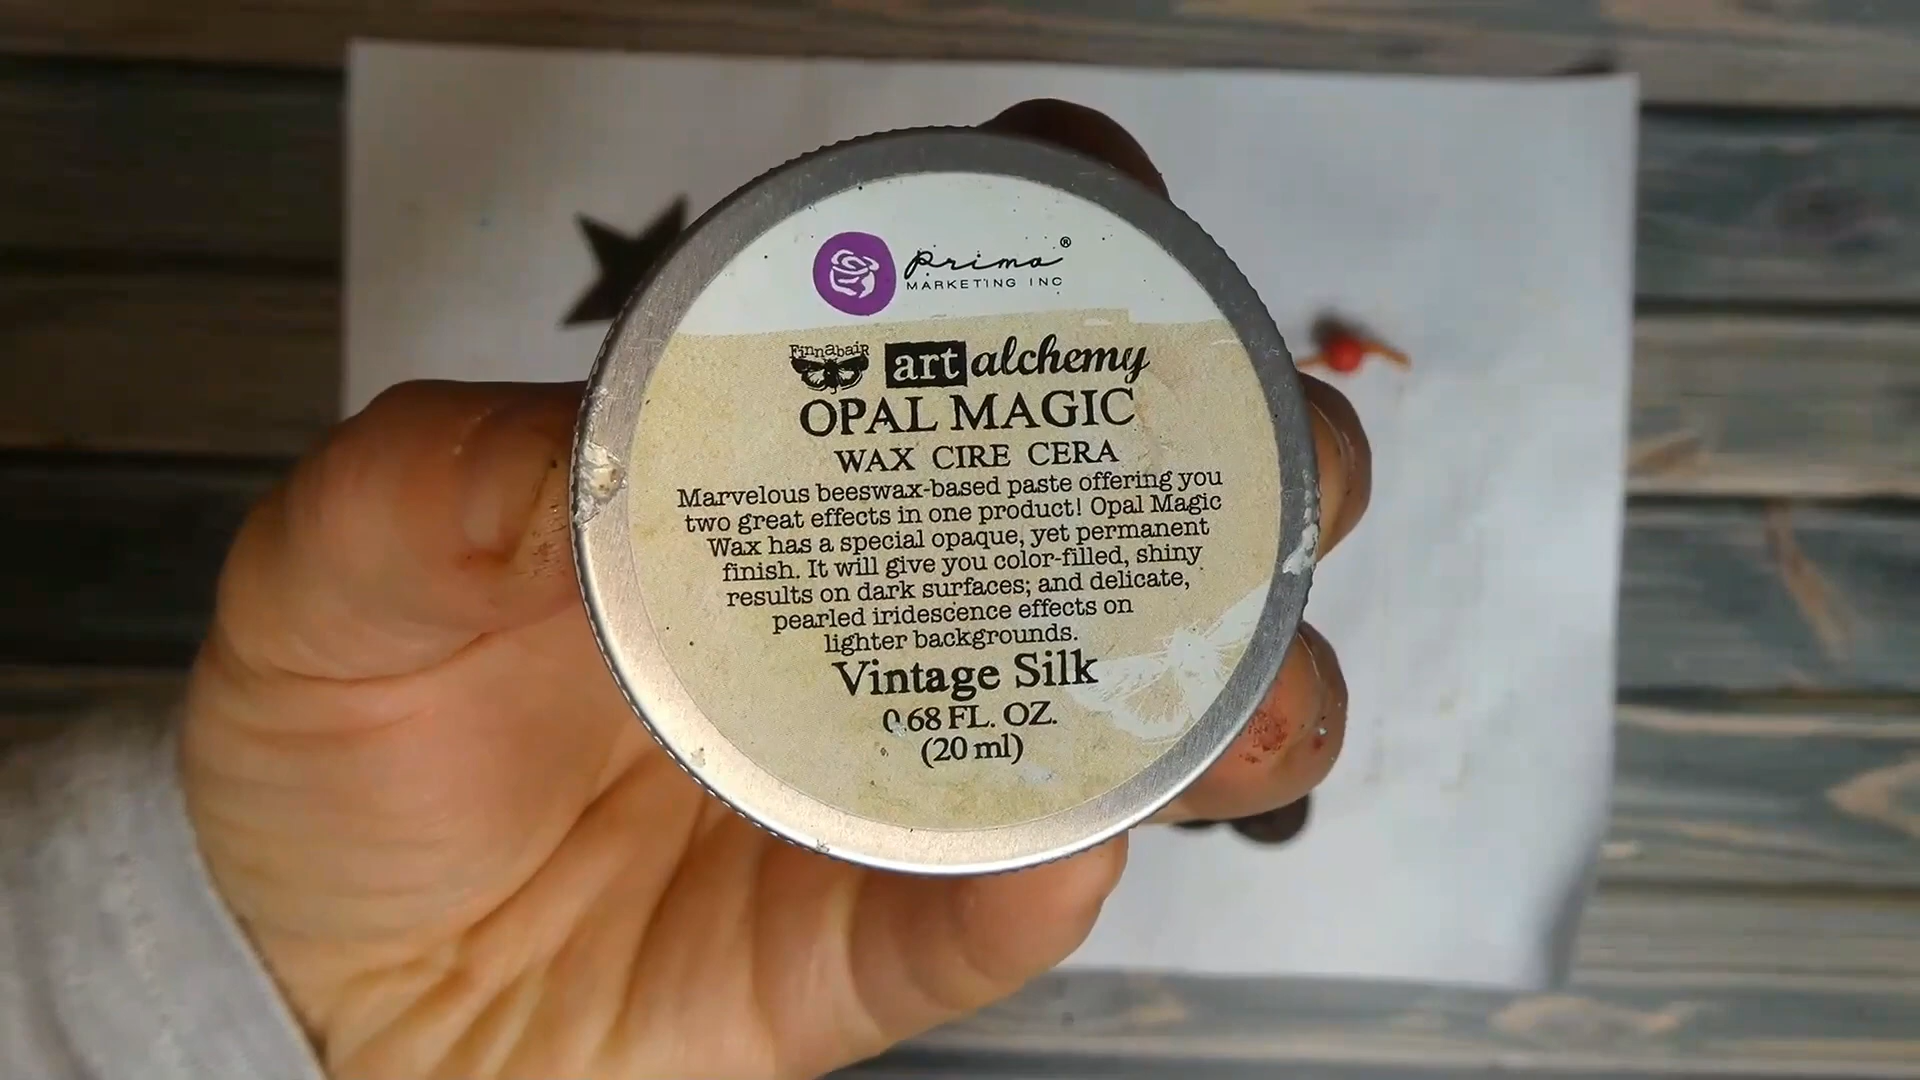 prima®
MARKETING INC
Finnabair
art alchemy
OPAL MAGIC
WAX CIRE CERA
Marvelous beeswax-based paste offering you
two great effects in one product! Opal Magic
Wax has a special opaque, yet permanent
finish. It will give you color-filled, shiny
results on dark surfaces; and delicate,
pearled iridescence effects on
lighter backgrounds.
Vintage Silk
0.68 FL. OZ.
(20 ml)